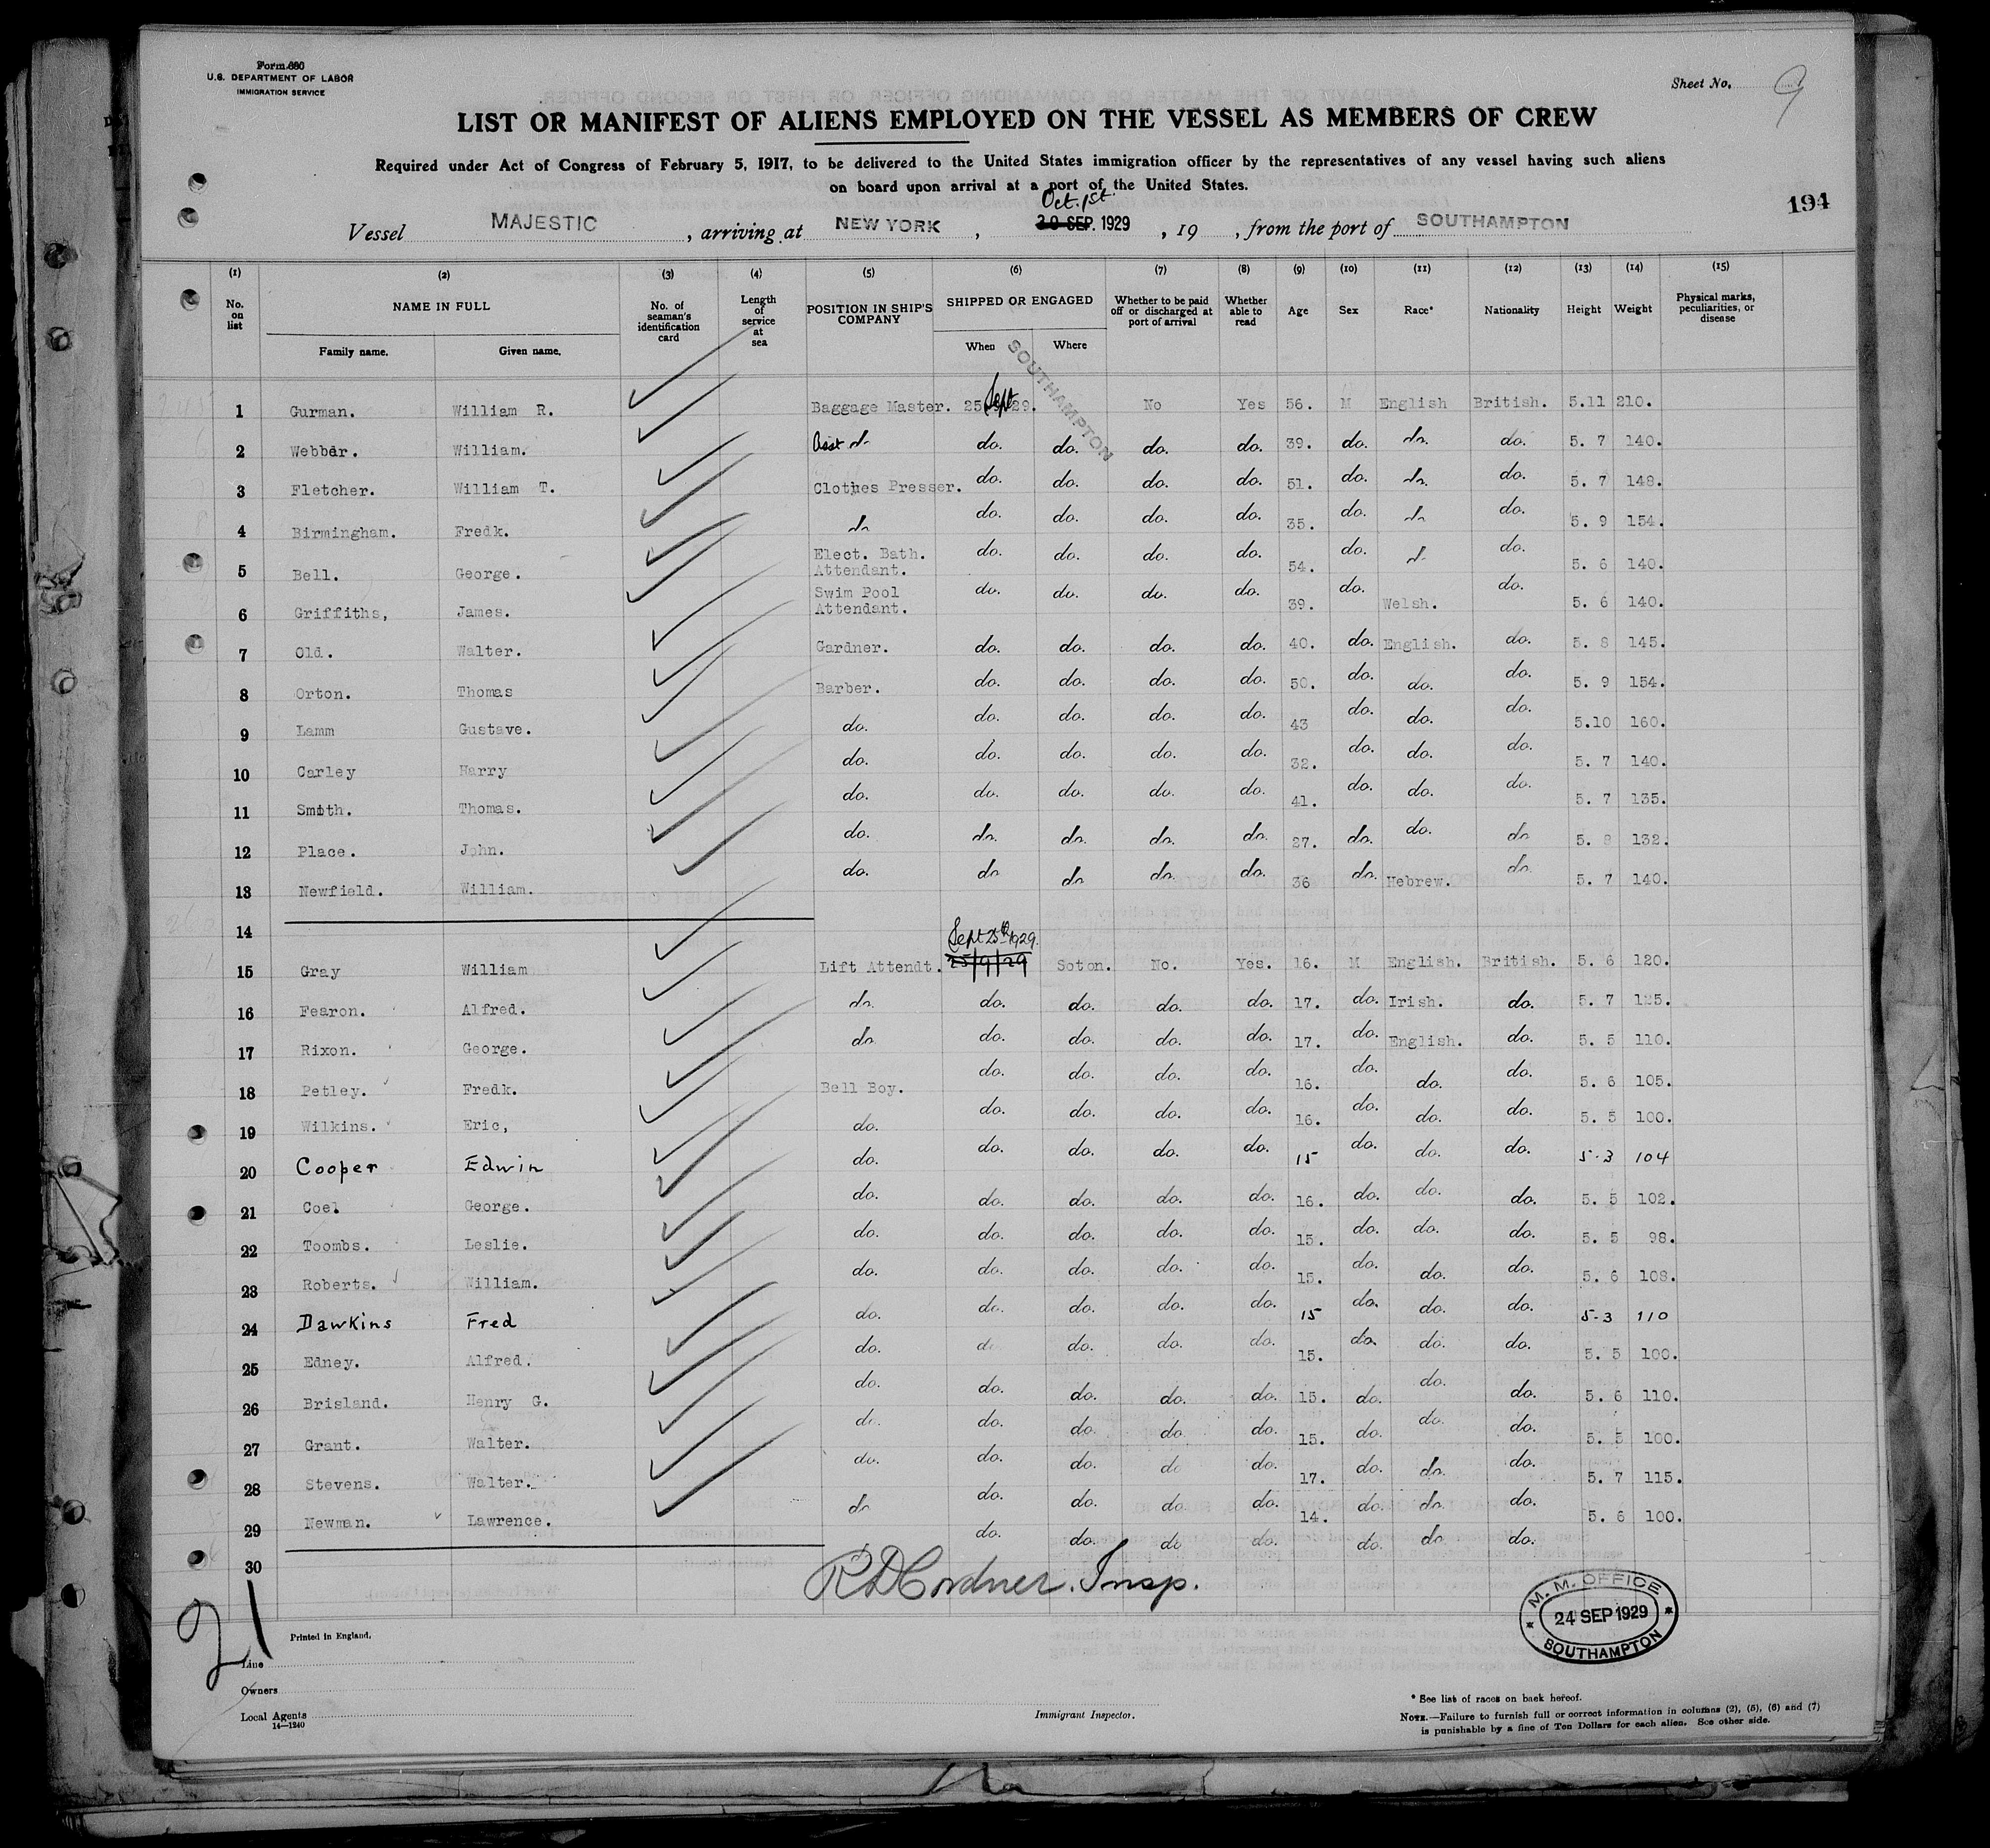 Form 680
U.S. DEPARTMENT OF LABOR
IMMIGRATION SERVICE
Sheet No. 9
LIST OR MANIFEST OF ALIENS EMPLOYED ON THE VESSEL AS MEMBERS OF CREW
Required under Act of Congress of February 5, 1917, to be delivered to the United States immigration officer by the representatives of any vessel having such aliens
on board upon arrival at a port of the United States.
194
Oct. 1st.
Vessel MAJESTIC, arriving at NEW YORK, 30 SEP. 1929, 19 , from the port of SOUTHAMPTON
(1) (2) (3) (4) (5) (6) (7) (8) (9) (10) (11) (12) (13) (14) (15)
No. on list NAME IN FULL No. of seaman's identification card Length of service at sea POSITION IN SHIP'S COMPANY SHIPPED OR ENGAGED Whether to be paid off or discharged at port of arrival Whether able to read Age Sex Race* Nationality Height Weight Physical marks, peculiarities, or disease
Family name. Given name. When Where
SOUTHAMPTON
1 Gurman. William R. Baggage Master. 25 Sept 29. No Yes 56. M English British. 5.11 210.
2 Webber. William. Asst do do. do. do. do. 39. do. do. do. 5. 7 140.
3 Fletcher. William T. Clothes Presser. do. do. do. do. 51. do. do. do. 5. 7 148.
4 Birmingham. Fredk. do do. do. do. do. 35. do. do do. 5. 9 154.
5 Bell. George. Elect. Bath. Attendant. do. do. do. do. 54. do. do. do. 5. 6 140.
6 Griffiths, James. Swim Pool Attendant. do. do. do. do. 39. do. Welsh. do. 5. 6 140.
7 Old. Walter. Gardner. do. do. do. do. 40. do. English. do. 5. 8 145.
8 Orton. Thomas Barber. do. do. do. do. 50. do. do. do. 5. 9 154.
9 Lamm Gustave. do. do. do. do. do. 43 do. do. do. 5.10 160.
10 Carley Harry do. do. do. do. do. 32. do. do. do. 5. 7 140.
11 Smith. Thomas. do. do. do. do. do. 41. do. do. do. 5. 7 135.
12 Place. John. do. do. do. do. do. 27. do. do. do 5. 8 132.
13 Newfield. William. do. do do do. do. 36 do. Hebrew. do. 5. 7 140.
14
Sept 25th 1929.
15 Gray William Lift Attendt. 25/9/29 Soton. No. Yes. 16. M English. British. 5. 6 120.
16 Fearon. Alfred. do. do. do. do. do. 17. do. Irish. do. 5. 7 125.
17 Rixon. George. do. do. do. do. do. 17. do. English. do. 5. 5 110.
18 Petley. Fredk. Bell Boy. do. do. do. do. 16. do. do. do. 5. 6 105.
19 Wilkins. Eric, do. do. do. do. do. 16. do. do. do. 5. 5 100.
20 Cooper Edwin do. do. do. do. do. 15 do. do. do. 5-3 104
21 Coel George. do. do. do. do. do. 16. do. do. do. 5. 5 102.
22 Toombs. Leslie. do. do. do. do. do. 15. do. do. do. 5. 5 98.
23 Roberts. William. do. do. do. do. do. 15. do. do. do. 5. 6 108.
24 Dawkins Fred do. do. do. do. do. 15 do. do. do. 5-3 110
25 Edney. Alfred. do. do do. do. do. 15. do. do. do. 5. 5 100.
26 Brisland. Henry G. do. do. do. do. do. 15. do. do. do. 5. 6 110.
27 Grant. Walter. do. do. do. do. do. 15. do. do. do. 5. 5 100.
28 Stevens. Walter. do. do. do. do do. 17. do. do. do. 5. 7 115.
29 Newman. Lawrence. do do. do. do. do. 14. do. do. do. 5. 6 100.
do. do. do do. do. do do.
30
R D Cordner. Insp.
21
M. M. OFFICE
24 SEP 1929
SOUTHAMPTON
Printed in England.
Line
Owners
Local Agents
14—1240
Immigrant Inspector.
* See list of races on back hereof.
NOTE.—Failure to furnish full or correct information in columns (2), (5), (6) and (7)
is punishable by a fine of Ten Dollars for each alien. See other side.